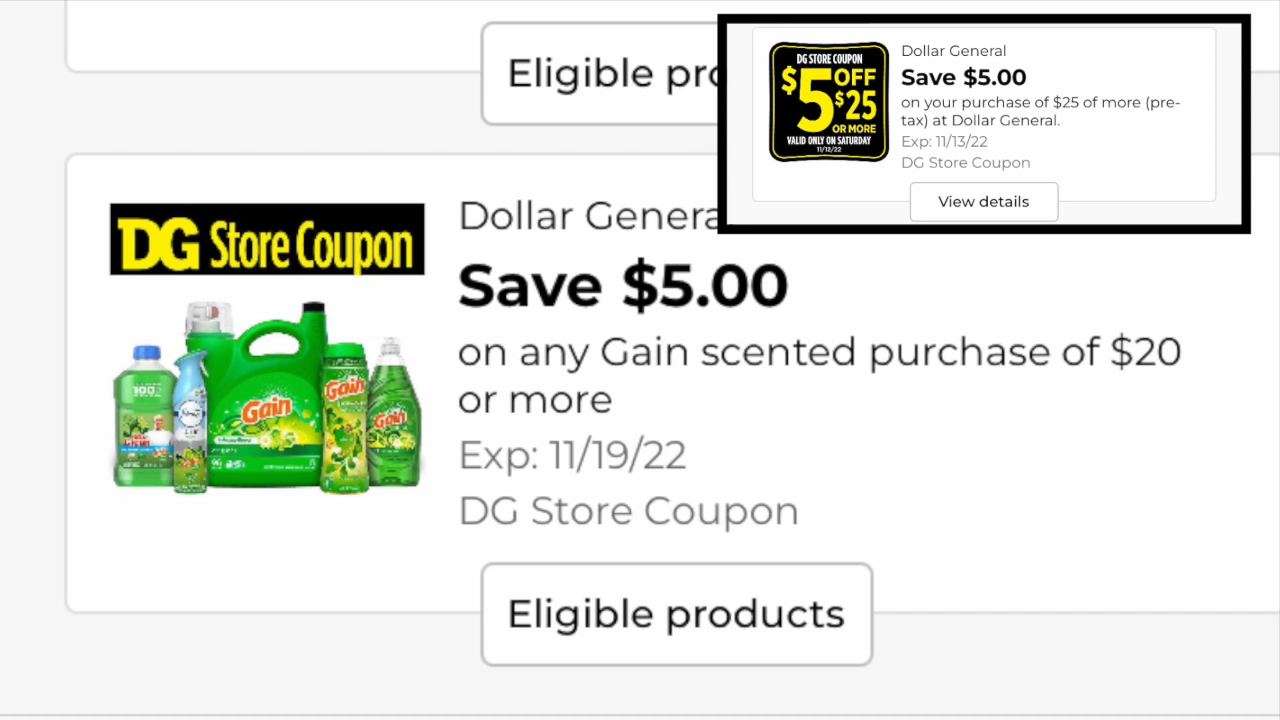 Eligible pro
DG STORE COUPON
$5 OFF
$25
OR MORE
VALID ONLY ON SATURDAY
11/12/22
Dollar General
Save $5.00
on your purchase of $25 of more (pre-
tax) at Dollar General.
Exp: 11/13/22
DG Store Coupon
View details
DG Store Coupon
Gain
Gain
Gain
Dollar Genera
Save $5.00
on any Gain scented purchase of $20
or more
Exp: 11/19/22
DG Store Coupon
Eligible products